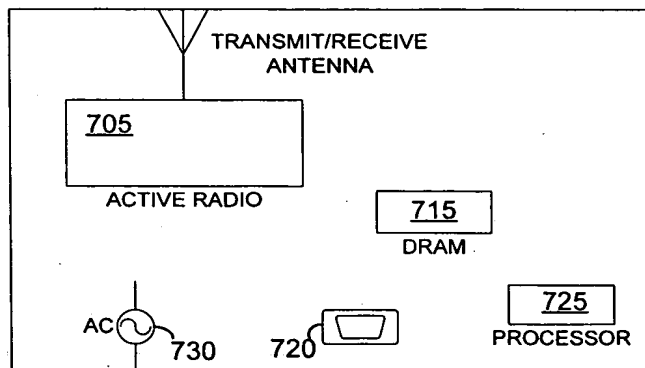 TRANSMIT/RECEIVE
ANTENNA
705
ACTIVE RADIO
715
DRAM
AC
730
720
725
PROCESSOR